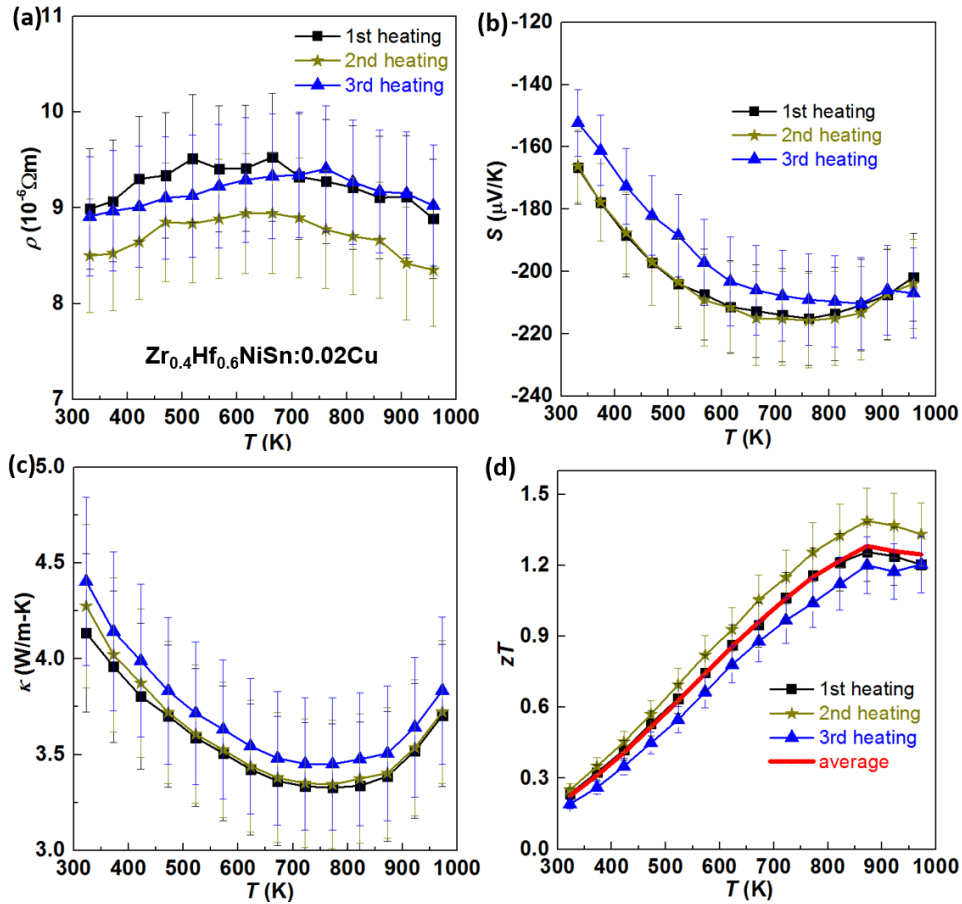 (a)
11
10
9
8
7
ρ (10⁻⁶Ωm)
1st heating
2nd heating
3rd heating
Zr₀.₄Hf₀.₆NiSn:0.02Cu
300 400 500 600 700 800 900 1000
T (K)
(b)
-120
-140
-160
-180
-200
-220
-240
S (μV/K)
1st heating
2nd heating
3rd heating
300 400 500 600 700 800 900 1000
T (K)
(c)
5.0
4.5
4.0
3.5
3.0
κ (W/m-K)
300 400 500 600 700 800 900 1000
T (K)
(d)
1.5
1.2
0.9
0.6
0.3
0.0
zT
1st heating
2nd heating
3rd heating
average
300 400 500 600 700 800 900 1000
T (K)